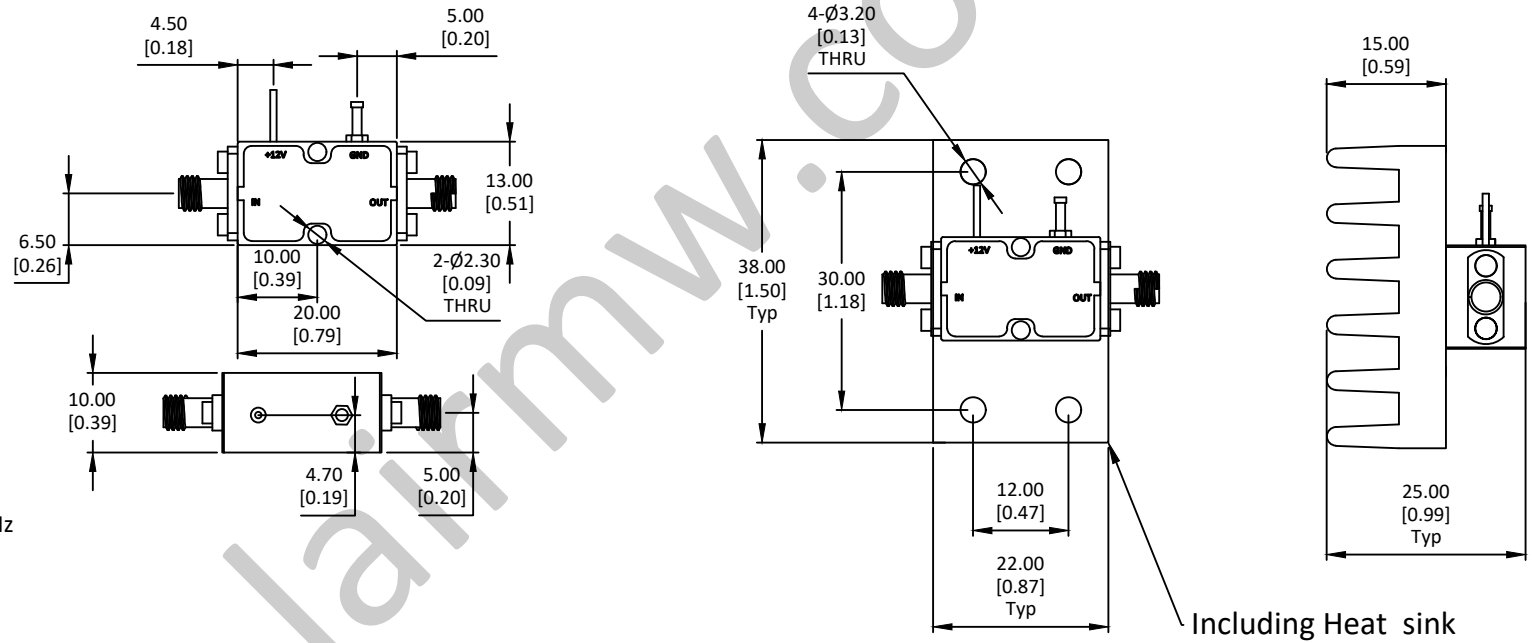 4.50
[0.18]
5.00
[0.20]
+12V
GND
IN
OUT
13.00
[0.51]
6.50
[0.26]
10.00
[0.39]
20.00
[0.79]
2-Ø2.30
[0.09]
THRU
10.00
[0.39]
4.70
[0.19]
5.00
[0.20]
4-Ø3.20
[0.13]
THRU
38.00
[1.50]
Typ
30.00
[1.18]
+12V
GND
IN
OUT
12.00
[0.47]
22.00
[0.87]
Typ
Including Heat sink
15.00
[0.59]
25.00
[0.99]
Typ
lairmw.co